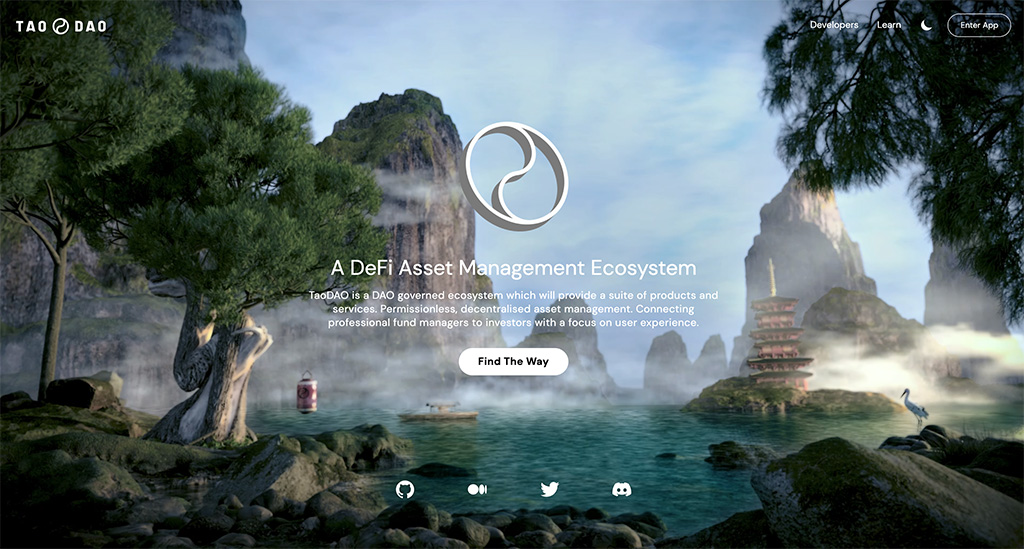 TAO DAO
Developers
Learn
Enter App
A DeFi Asset Management Ecosystem
TaoDAO is a DAO governed ecosystem which will provide a suite of products and
services. Permissionless, decentralised asset management. Connecting
professional fund managers to investors with a focus on user experience.
Find The Way